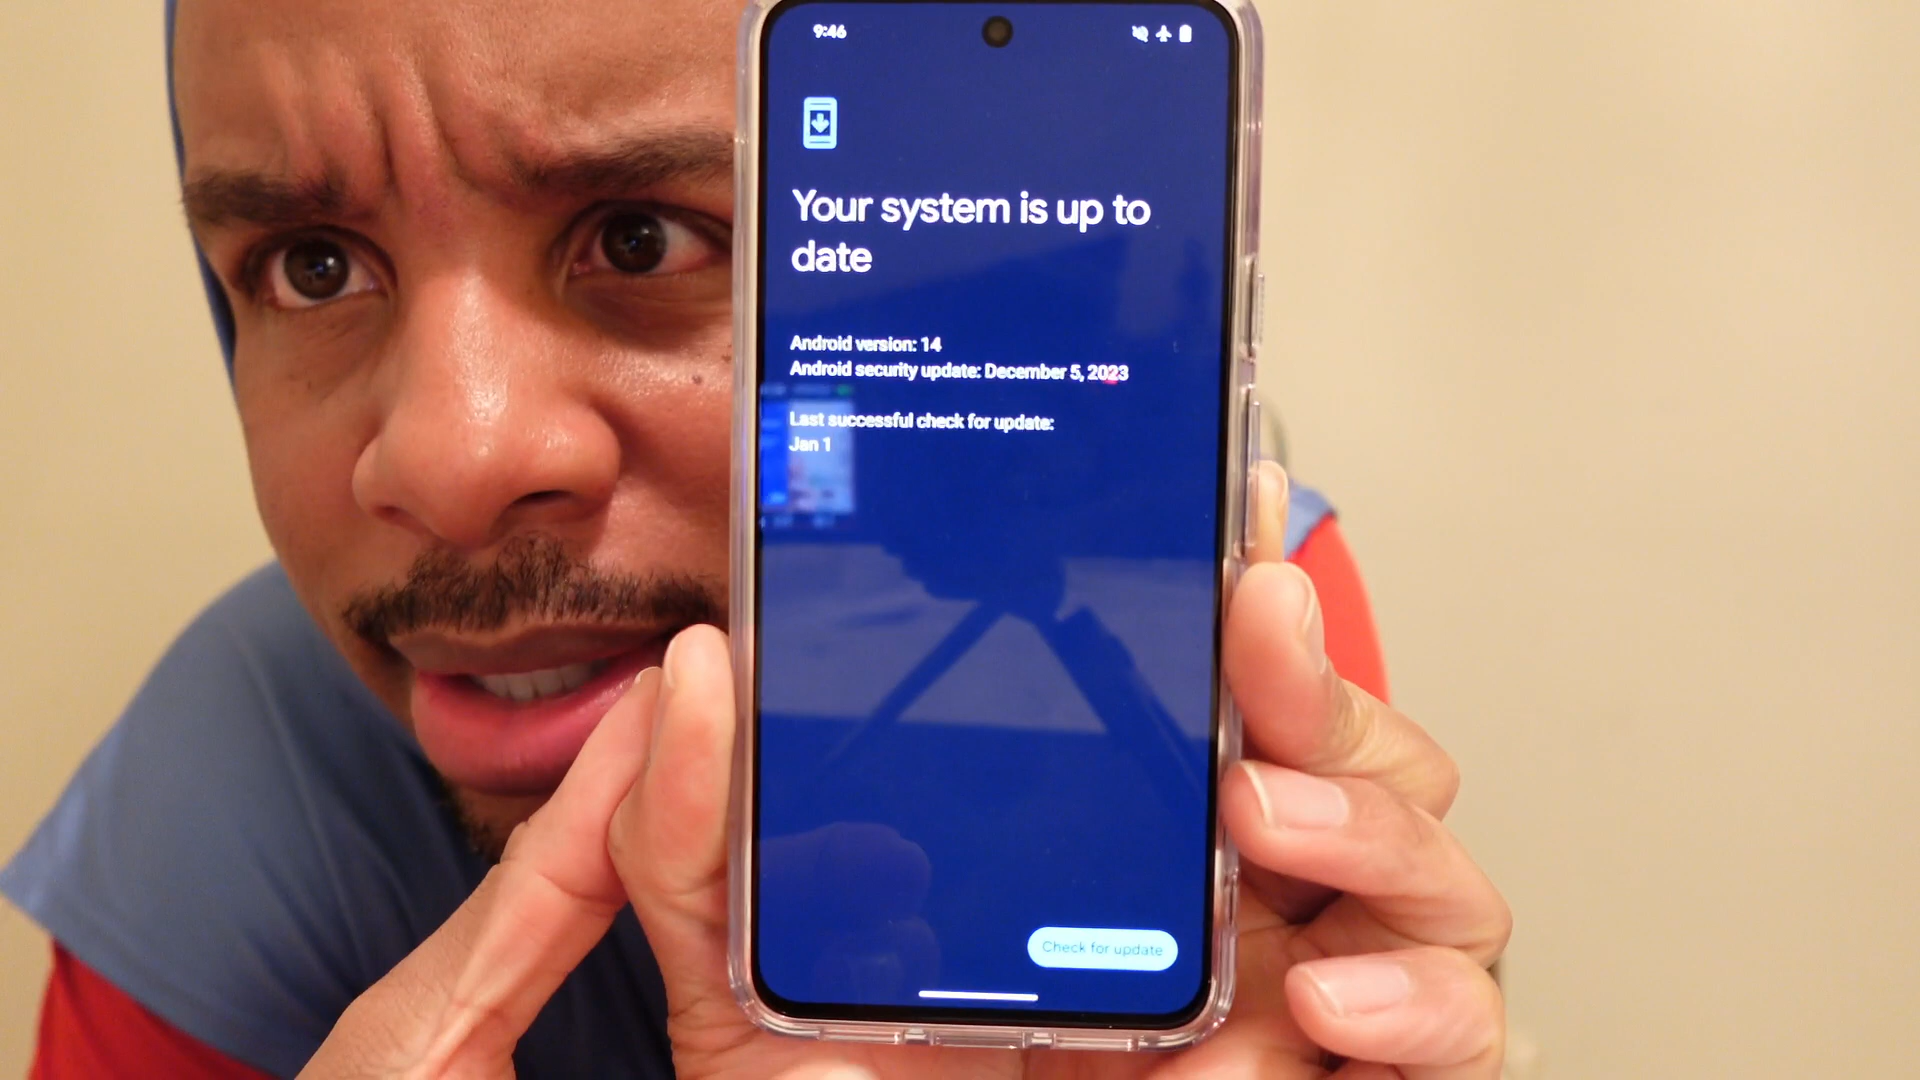 9:46
Your system is up to
date
Android version: 14
Android security update: December 5, 2023
Last successful check for update:
Jan 1
Check for update